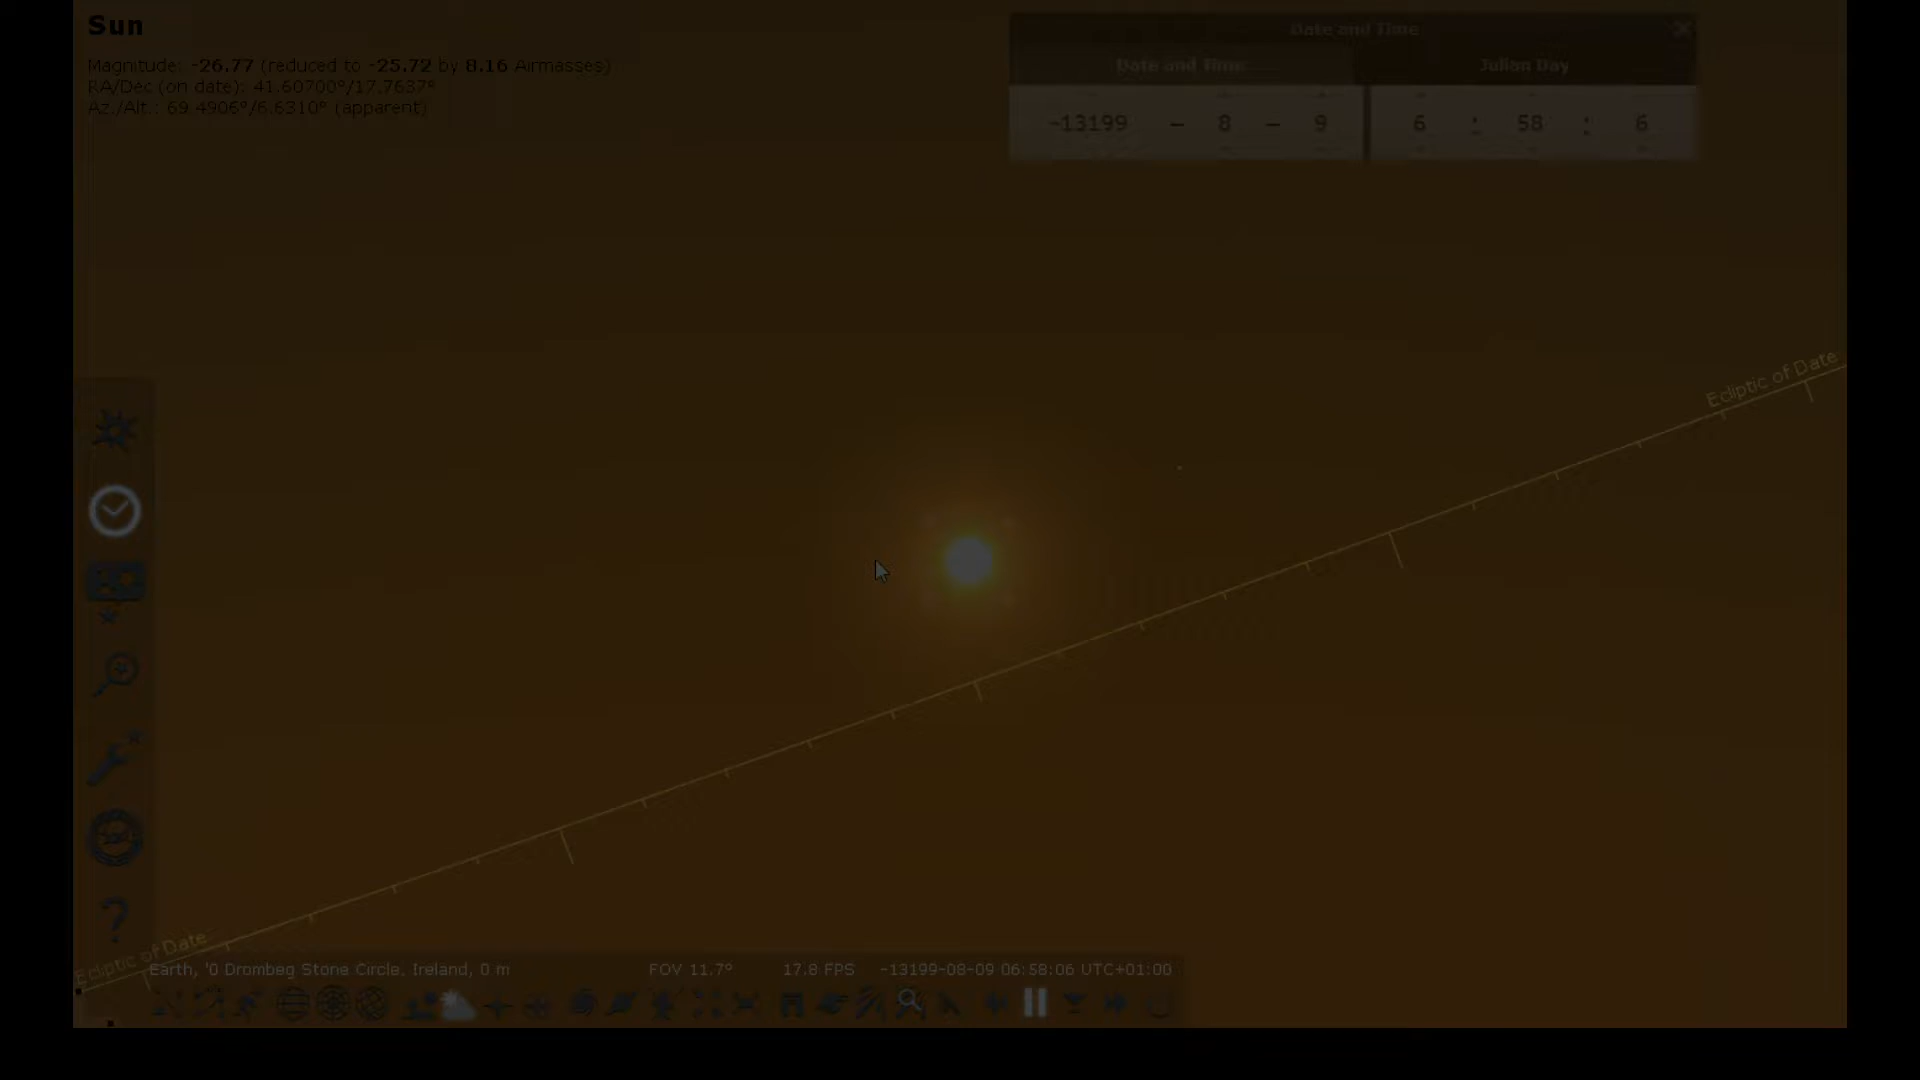 Sun
Magnitude: -26.77 (reduced to -25.72 by 8.16 Airmasses)
RA/Dec (on date): 41.60700°/17.7637°
Az./Alt.: 69.4906°/6.6310° (apparent)
Date and Time
Date and Time Julian Day
-13199 - 8 - 9 6 : 58 : 6
Ecliptic of Date
Ecliptic of Date
Earth, '0 Drombeg Stone Circle, Ireland, 0 m FOV 11.7° 17.8 FPS -13199-08-09 06:58:06 UTC+01:00